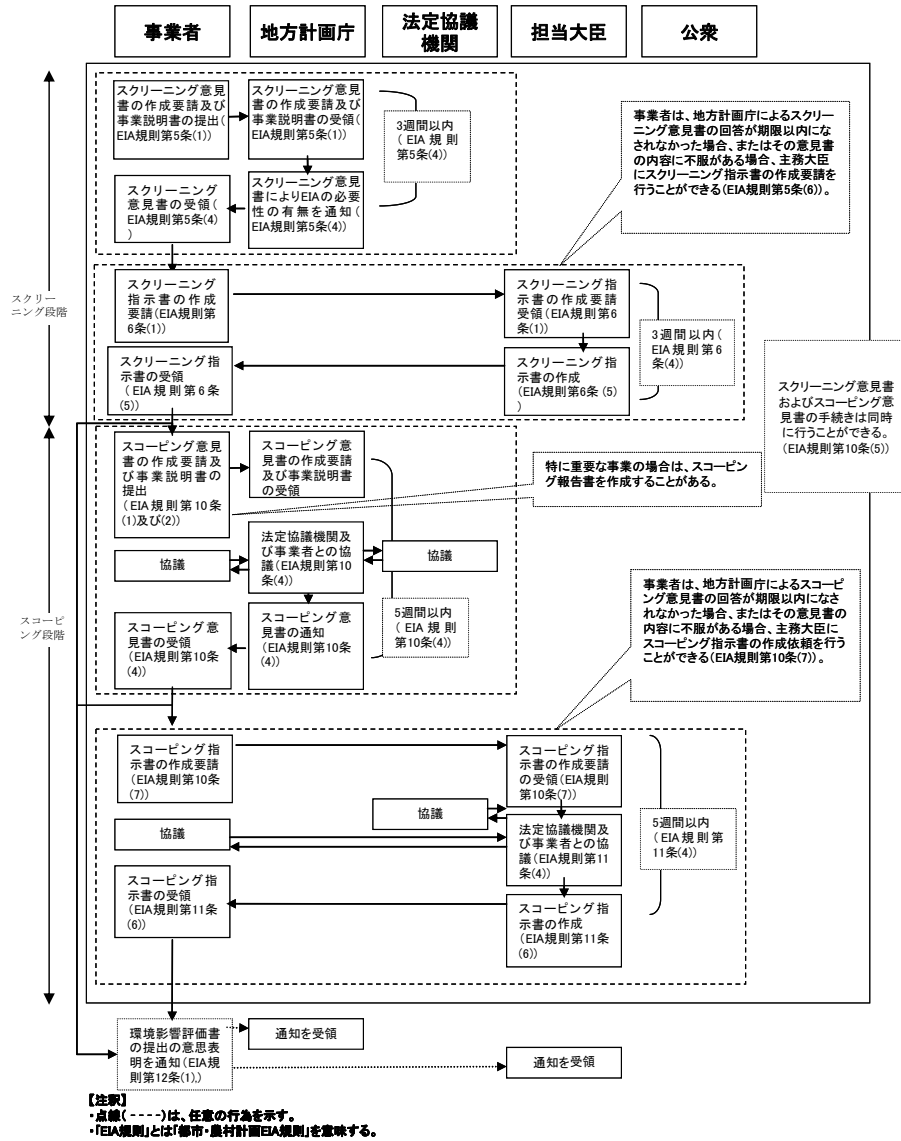 事業者
地方計画庁
法定協議
機関
担当大臣
公衆
スクリーニング意見
書の作成要請及び
事業説明書の提出(
EIA規則第5条(1))
スクリーニング意見
書の作成要請及び
事業説明書の受領(
EIA規則第5条(1))
3週間以内
(EIA規則
第5条(4))
事業者は、地方計画庁によるスクリー
ニング意見書の回答が期限以内にな
されなかった場合、またはその意見書
の内容に不服がある場合、主務大臣
にスクリーニング指示書の作成要請を
行うことができる(EIA規則第5条(6))。
スクリーニング
意見書の受領(
EIA規則第5条(4)
)
スクリーニング意見
書によりEIAの必要
性の有無を通知(
EIA規則第5条(4))
スクリー
ニング段階
スクリーニング
指示書の作成
要請(EIA規則第
6条(1))
スクリーニング指
示書の作成要請
受領(EIA規則第6
条(1))
3週間以内(
EIA規則第6
条(4))
スクリーニング指
示書の受領
(EIA規則第6条
(5))
スクリーニング指
示書の作成
(EIA規則第6条(5)
)
スクリーニング意見書
およびスコーピング意
見書の手続きは同時
に行うことができる。
(EIA規則第10条(5))
スコーピング意見
書の作成要請及
び事業説明書の
提出
(EIA規則第10条
(1)及び(2))
スコーピング意見
書の作成要請及
び事業説明書の
受領
特に重要な事業の場合は、スコーピン
グ報告書を作成することがある。
協議
法定協議機関及
び事業者との協
議(EIA規則第10
条(4))
協議
スコーピ
ング段階
スコーピング意
見書の受領
(EIA規則第10条
(4))
スコーピング意
見書の通知
(EIA規則第10条
(4))
5週間以内
(EIA規則
第10条(4))
事業者は、地方計画庁によるスコーピ
ング意見書の回答が期限以内になさ
れなかった場合、またはその意見書の
内容に不服がある場合、主務大臣に
スコーピング指示書の作成依頼を行う
ことができる(EIA規則第10条(7))。
スコーピング指
示書の作成要請
(EIA規則第10条
(7))
スコーピング指
示書の作成要請
の受領(EIA規則
第10条(7))
協議
協議
法定協議機関及
び事業者との協
議(EIA規則第11
条(4))
5週間以内
(EIA規則第
11条(4))
スコーピング指
示書の受領
(EIA規則第11条
(6))
スコーピング指
示書の作成
(EIA規則第11条
(6))
環境影響評価書
の提出の意思表
明を通知(EIA規
則第12条(1),)
通知を受領
通知を受領
【注釈】
・点線(----)は、任意の行為を示す。
・「EIA規則」とは「都市・農村計画EIA規則」を意味する。